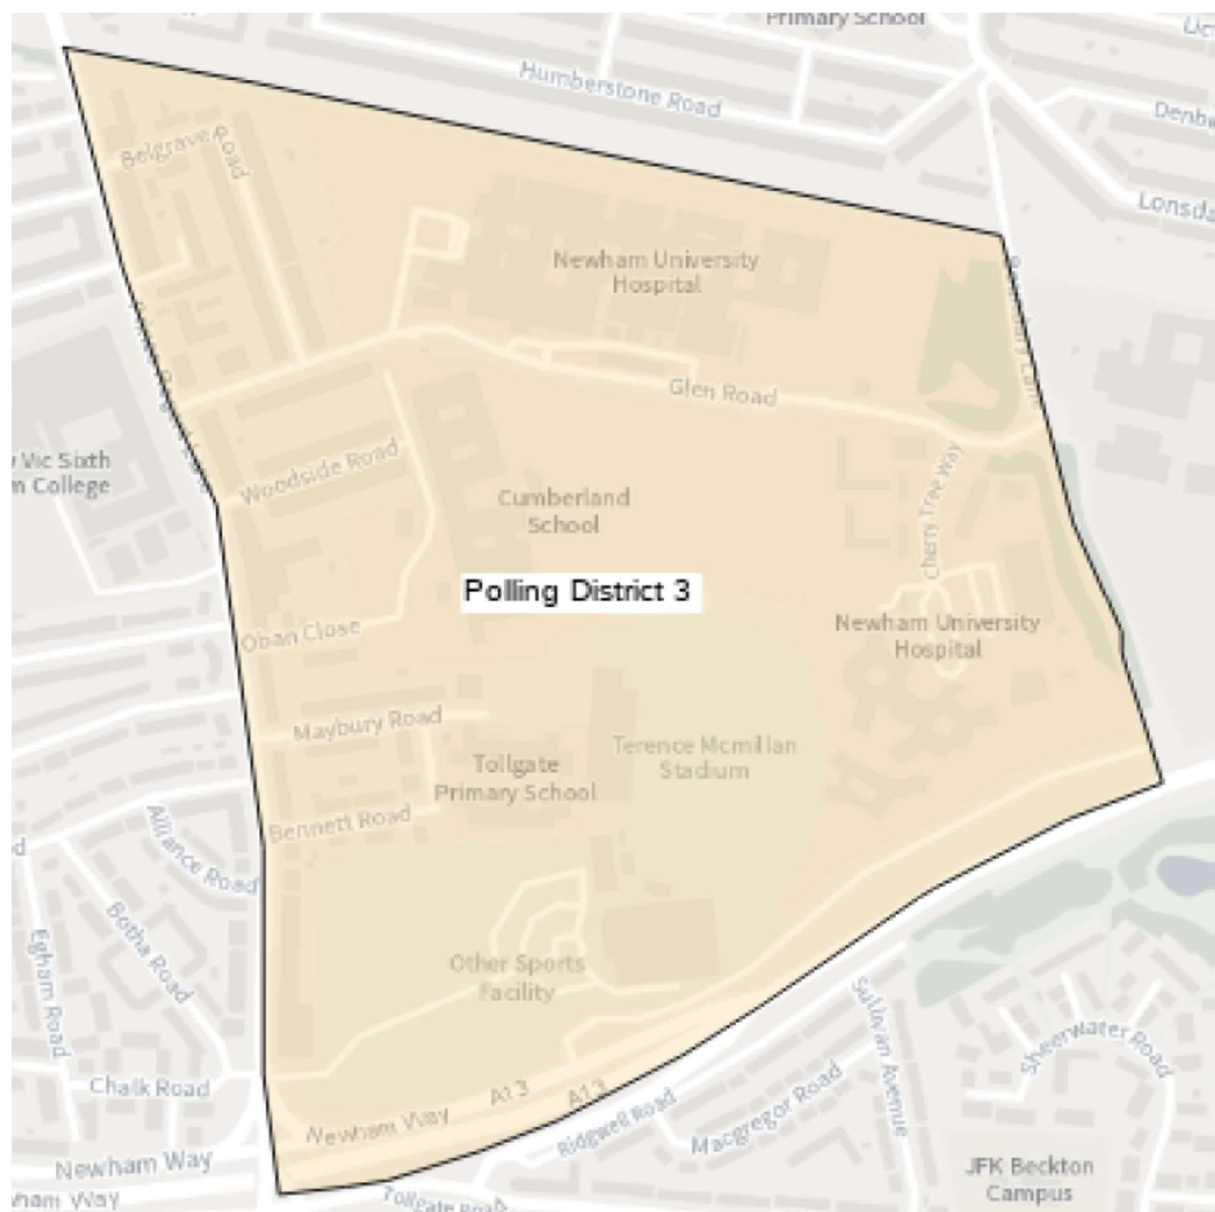 Primary School
Humberstone Road
Belgrave Road
Lonsda
Newham University
Hospital
Glen Road
Vic Sixth
m College
Woodside Road
Cumberland
School
Cherry Tree Way
Polling District 3
Oban Close
Newham University
Hospital
Maybury Road
Terence Mcmillan
Stadium
Tollgate
Primary School
Bennett Road
Alliance Road
Botha Road
Egham Road
Other Sports
Facility
Sullivan Avenue
Sheerwater Road
Chalk Road
A13
A13
Newham Way
Ridgwell Road
Macgregor Road
Newham Way
JFK Beckton
Campus
ham Way
Tollgate Road